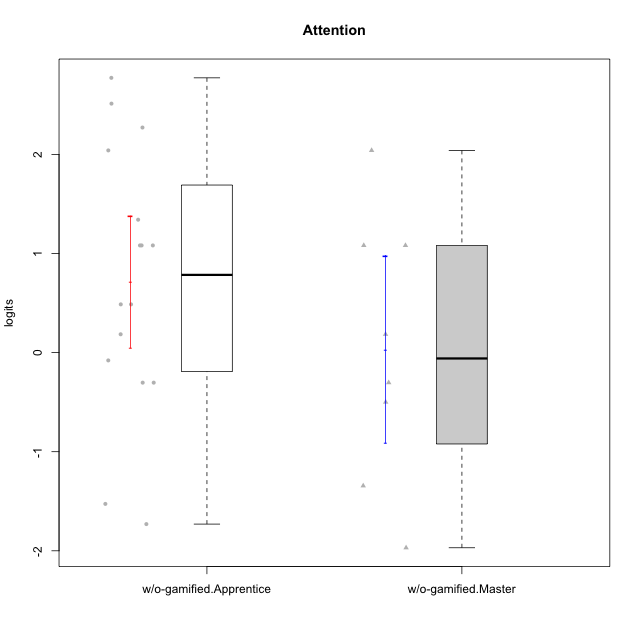 Attention
logits
2
1
0
-1
-2
w/o-gamified.Apprentice
w/o-gamified.Master